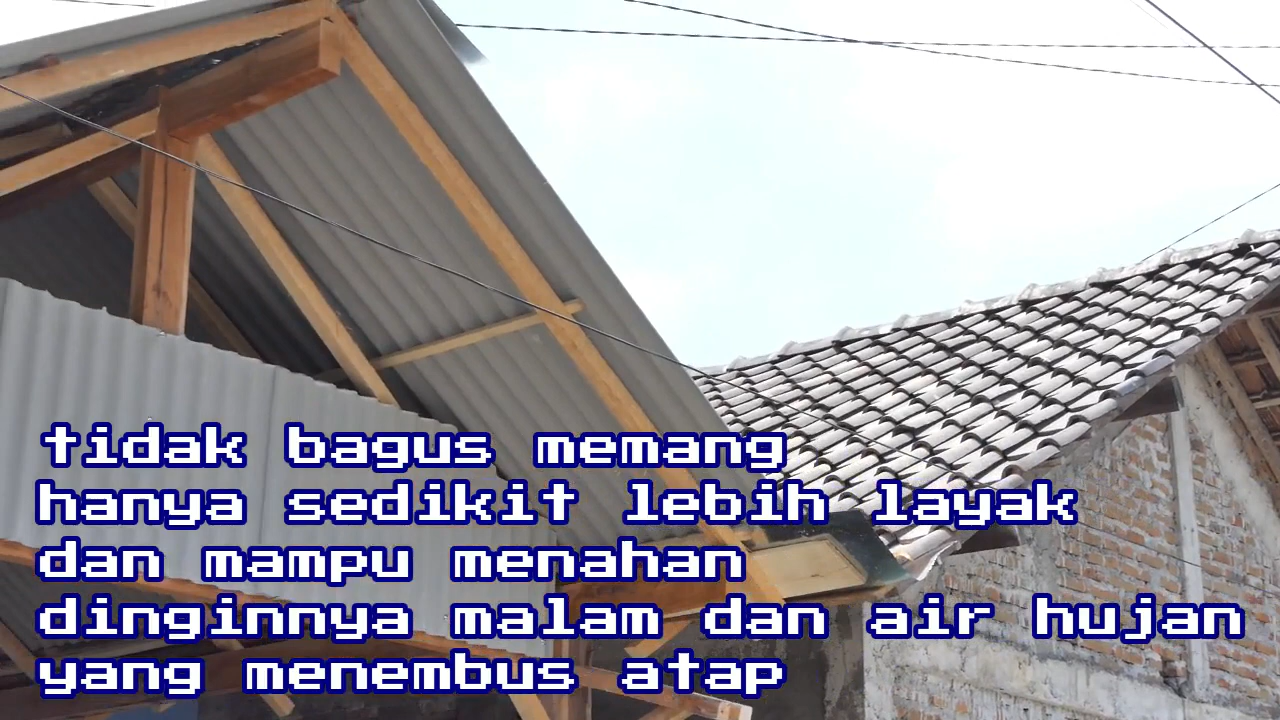 tidak bagus memang
hanya sedikit lebih layak
dan mampu menahan
dinginnya malam dan air hujan
yang menembus atap